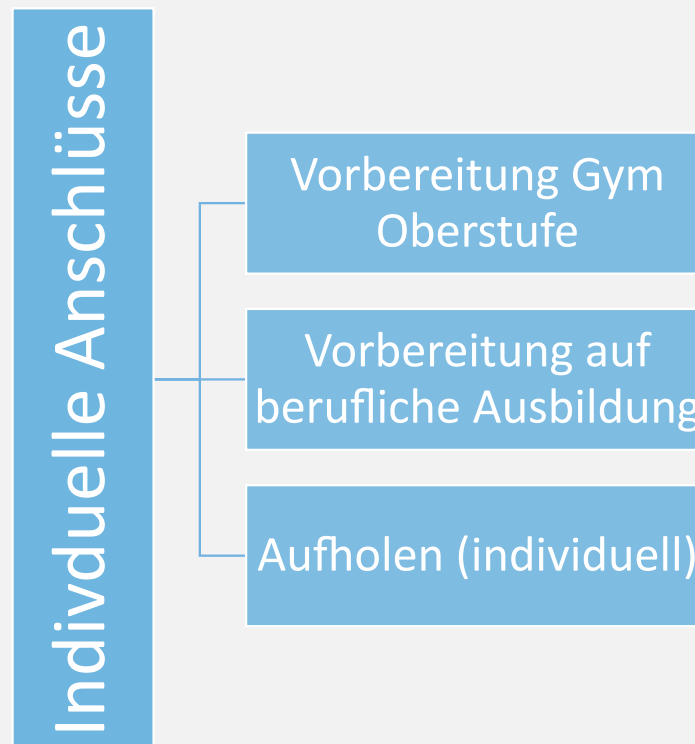 Indivduelle Anschlüsse
Vorbereitung Gym
Oberstufe
Vorbereitung auf
berufliche Ausbildung
Aufholen (individuell)